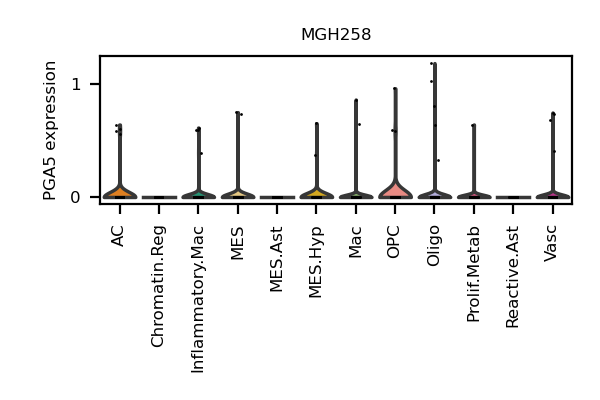 MGH258
PGA5 expression
1
0
AC
Chromatin.Reg
Inflammatory.Mac
MES
MES.Ast
MES.Hyp
Mac
OPC
Oligo
Prolif.Metab
Reactive.Ast
Vasc